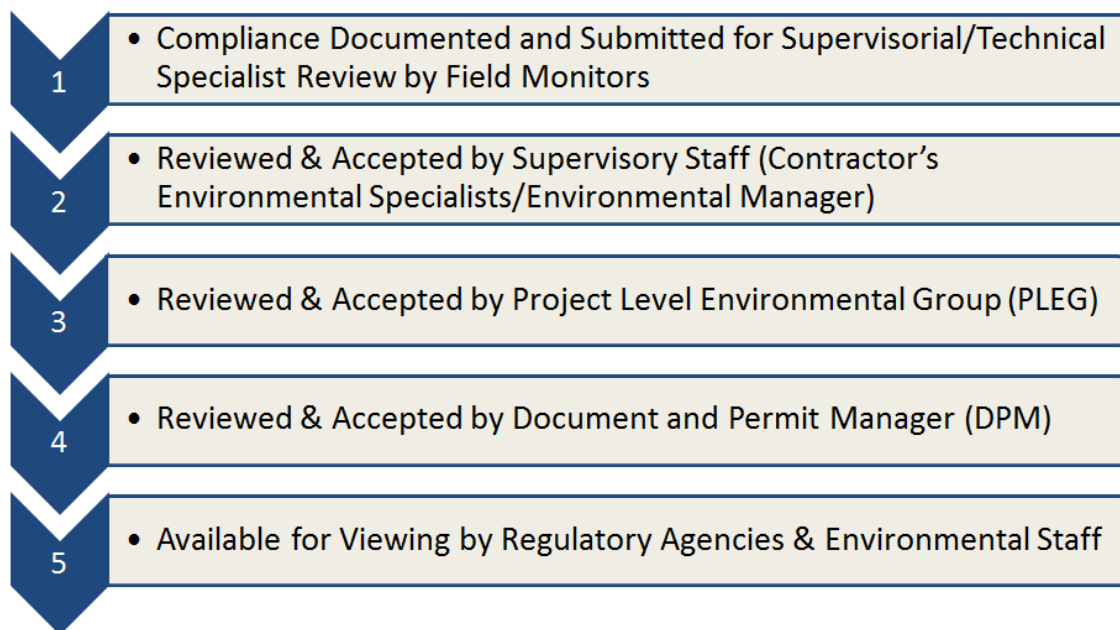 1
• Compliance Documented and Submitted for Supervisorial/Technical
Specialist Review by Field Monitors
2
• Reviewed & Accepted by Supervisory Staff (Contractor’s
Environmental Specialists/Environmental Manager)
3
• Reviewed & Accepted by Project Level Environmental Group (PLEG)
4
• Reviewed & Accepted by Document and Permit Manager (DPM)
5
• Available for Viewing by Regulatory Agencies & Environmental Staff